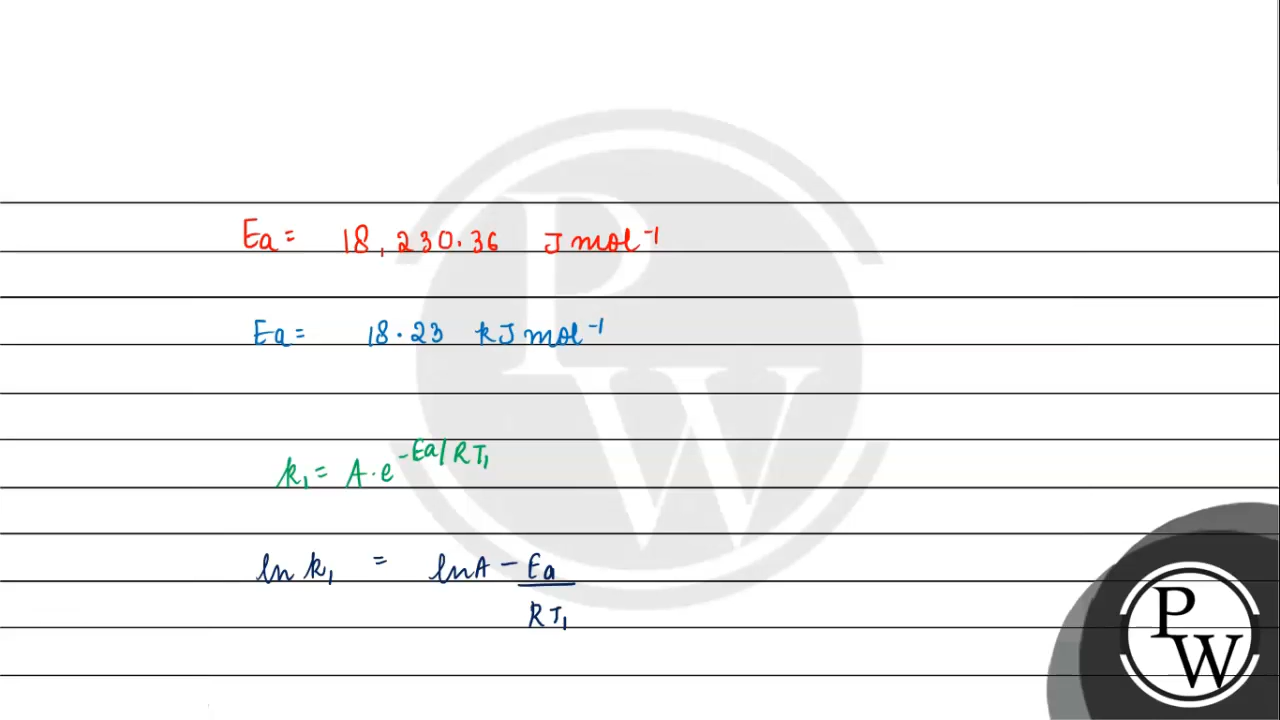 Ea = 18,230.36 J mol⁻¹
Ea = 18.23 kJ mol⁻¹
k₁ = A.e^(-Ea/RT₁)
ln k₁ = lnA - Ea/RT₁
P
W
P
W